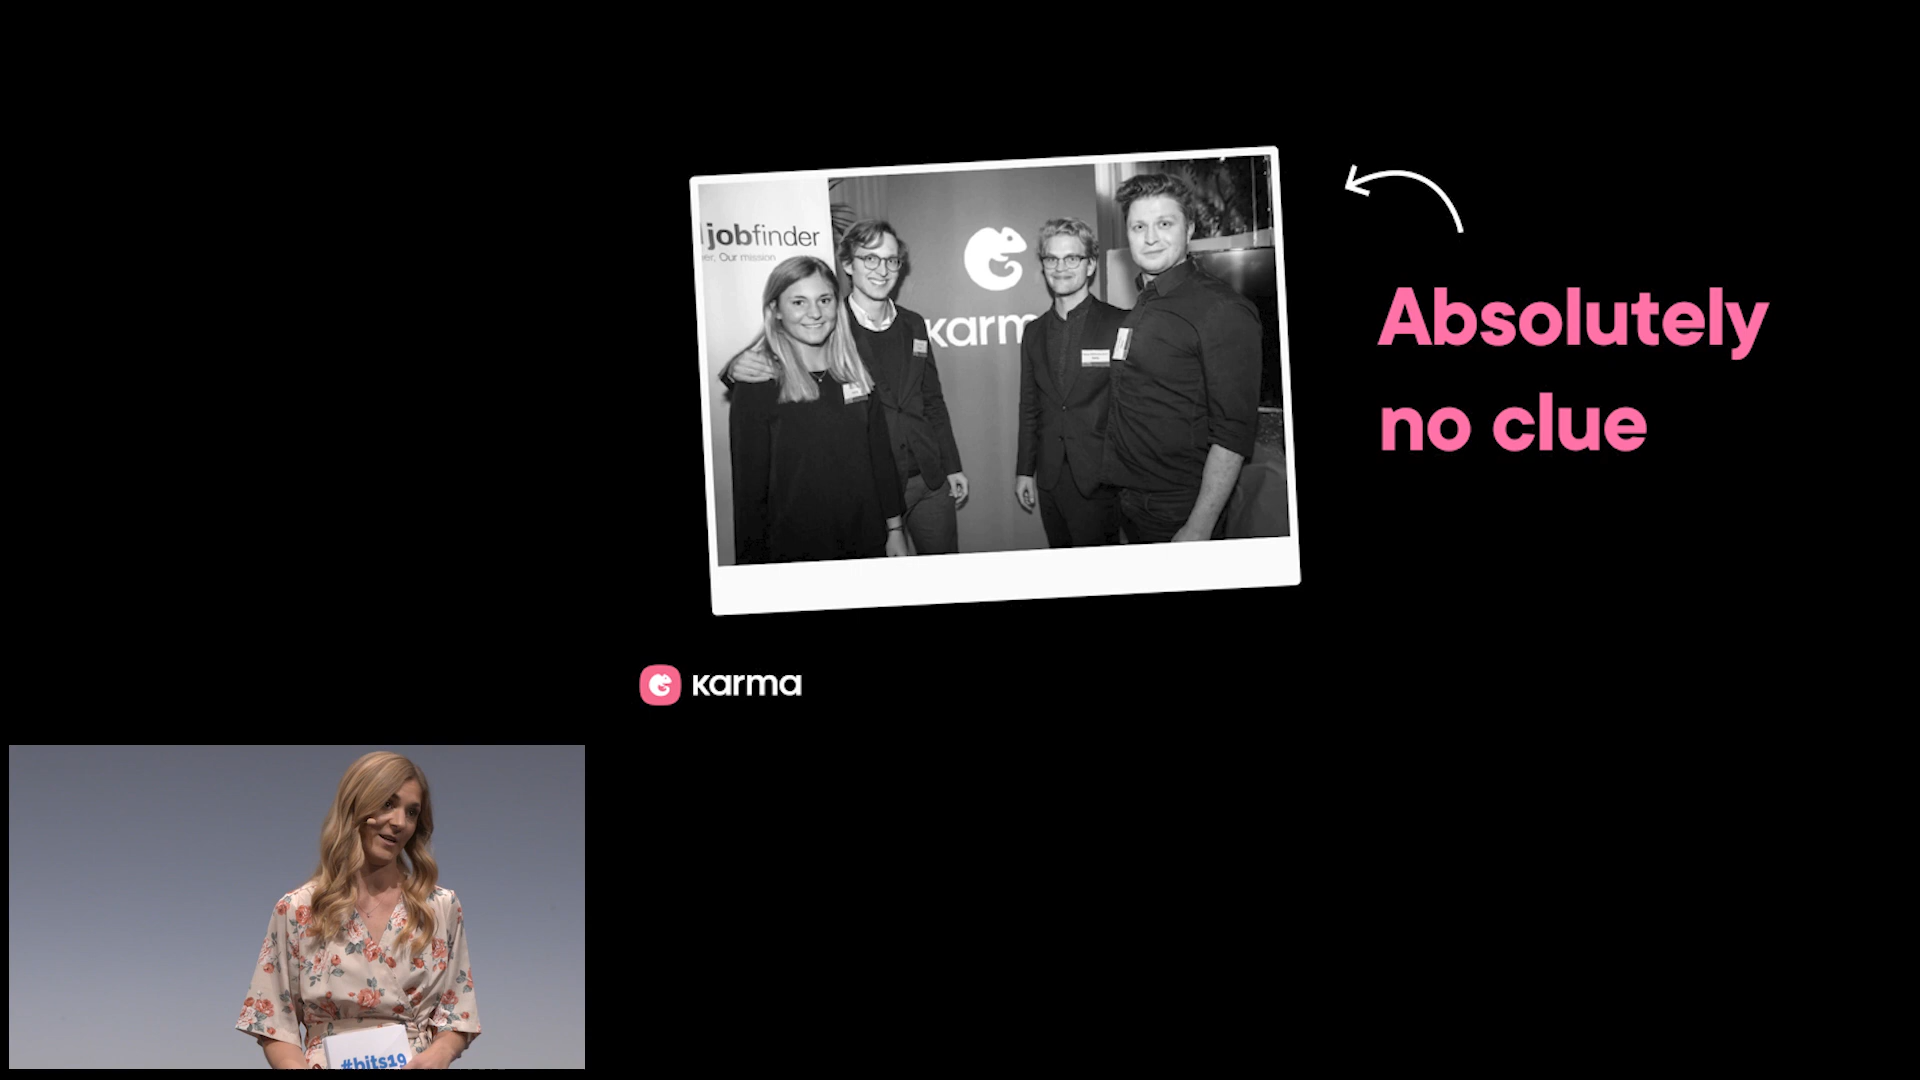 jobfinder
er, Our mission
karm
Absolutely
no clue
karma
#bits19